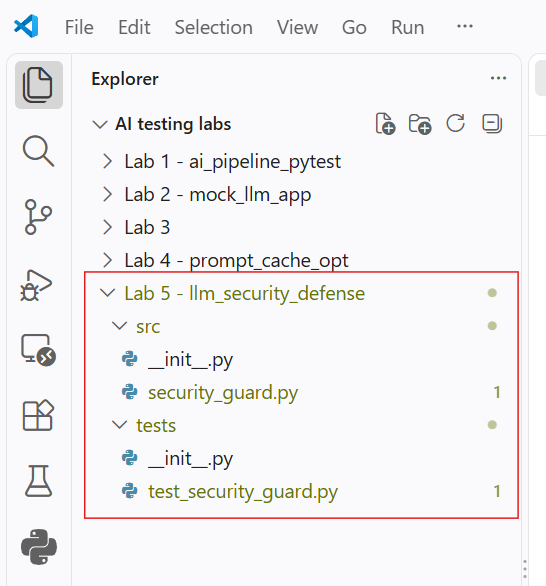 File Edit Selection View Go Run ...
Explorer
AI testing labs
Lab 1 - ai_pipeline_pytest
Lab 2 - mock_llm_app
Lab 3
Lab 4 - prompt_cache_opt
Lab 5 - llm_security_defense
src
__init__.py
security_guard.py 1
tests
__init__.py
test_security_guard.py 1